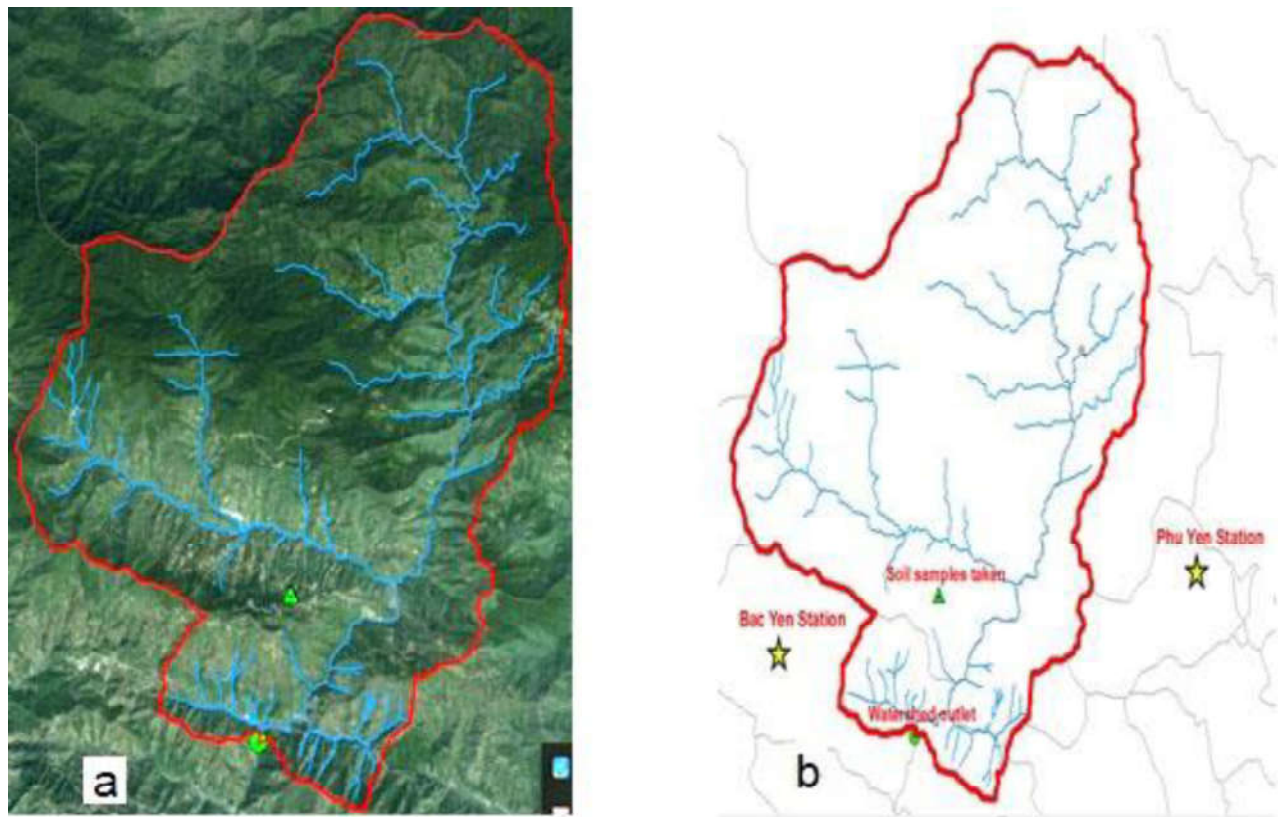 Phu Yen Station
Soil samples taken
Bac Yen Station
Watershed outlet
a
b